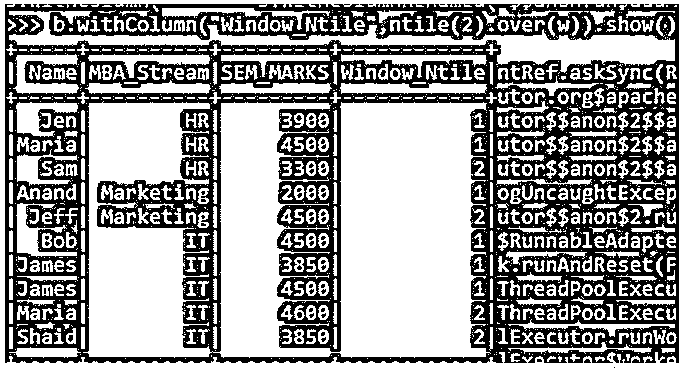 >>> b.withColumn("Window_Ntile",ntile(2).over(w)).show()
| Name| MBA_Stream|SEM_MARKS|Window_Ntile|ntRef.askSync(R
utor.org$apache
| Jen| HR| 3900| 1|utor$$anon$2$$a
|Maria| HR| 4500| 1|utor$$anon$2$$a
| Sam| HR| 3300| 2|utor$$anon$2$$a
|Anand| Marketing| 2000| 1|ogUncaughtExcep
| Jeff| Marketing| 4500| 2|utor$$anon$2.ru
| Bob| IT| 4500| 1|$RunnableAdapte
|James| IT| 3850| 1|k.runAndReset(F
|James| IT| 4500| 1|ThreadPoolExecu
|Maria| IT| 4600| 2|ThreadPoolExecu
|Shaid| IT| 3850| 2|lExecutor.runWo